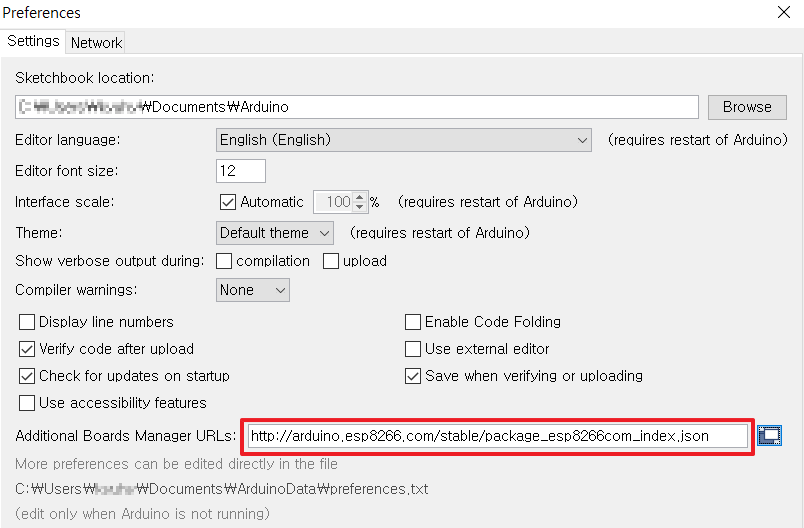 Preferences
Settings Network
Sketchbook location:
₩Documents₩Arduino Browse
Editor language: English (English) (requires restart of Arduino)
Editor font size: 12
Interface scale: Automatic 100 % (requires restart of Arduino)
Theme: Default theme (requires restart of Arduino)
Show verbose output during: compilation upload
Compiler warnings: None
Display line numbers Enable Code Folding
Verify code after upload Use external editor
Check for updates on startup Save when verifying or uploading
Use accessibility features
Additional Boards Manager URLs: http://arduino.esp8266.com/stable/package_esp8266com_index.json
More preferences can be edited directly in the file
C:₩Users₩ ₩Documents₩ArduinoData₩preferences.txt
(edit only when Arduino is not running)